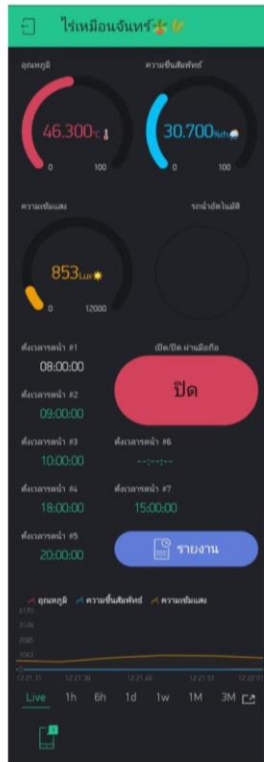 ไร่เหมือนจันทร์
อุณหภูมิ ความชื้นสัมพัทธ์
46.300°C 30.700%rh
0 100 0 100
ความเข้มแสง รดน้ำอัตโนมัติ
853Lux
0 12000
ตั้งเวลารดน้ำ #1 เปิด/ปิด ผ่านมือถือ
08:00:00
ปิด
ตั้งเวลารดน้ำ #2
09:00:00
ตั้งเวลารดน้ำ #3 ตั้งเวลารดน้ำ #6
10:00:00 --:--:--
ตั้งเวลารดน้ำ #4 ตั้งเวลารดน้ำ #7
18:00:00 15:00:00
ตั้งเวลารดน้ำ #5
20:00:00 รายงาน
อุณหภูมิ ความชื้นสัมพัทธ์ ความเข้มแสง
Live 1h 6h 1d 1w 1M 3M